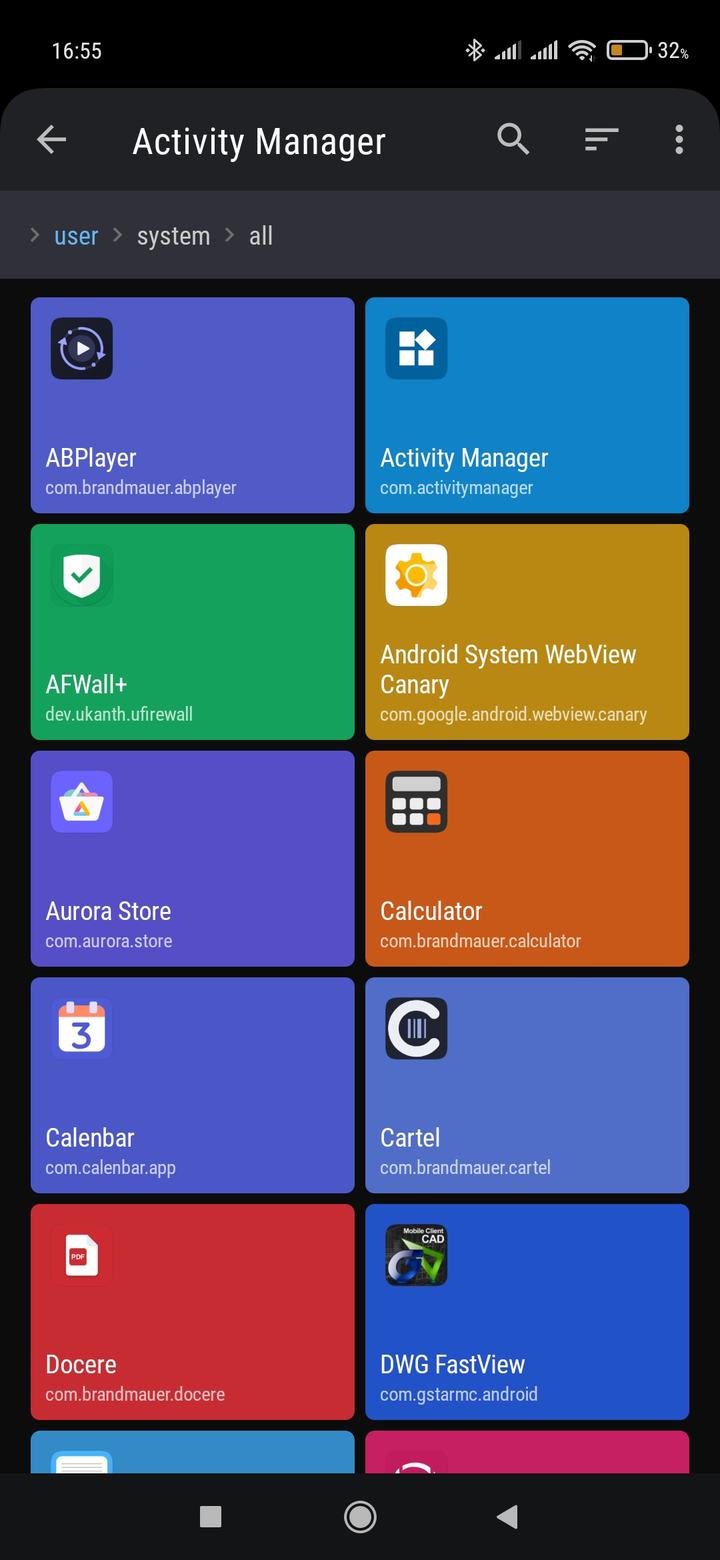 16:55
32%
Activity Manager
user
system
all
ABPlayer
com.brandmauer.abplayer
Activity Manager
com.activitymanager
AFWall+
dev.ukanth.ufirewall
Android System WebView
Canary
com.google.android.webview.canary
Aurora Store
com.aurora.store
Calculator
com.brandmauer.calculator
3
Calenbar
com.calenbar.app
Cartel
com.brandmauer.cartel
PDF
Docere
com.brandmauer.docere
Mobile Client
CAD
DWG FastView
com.gstarmc.android